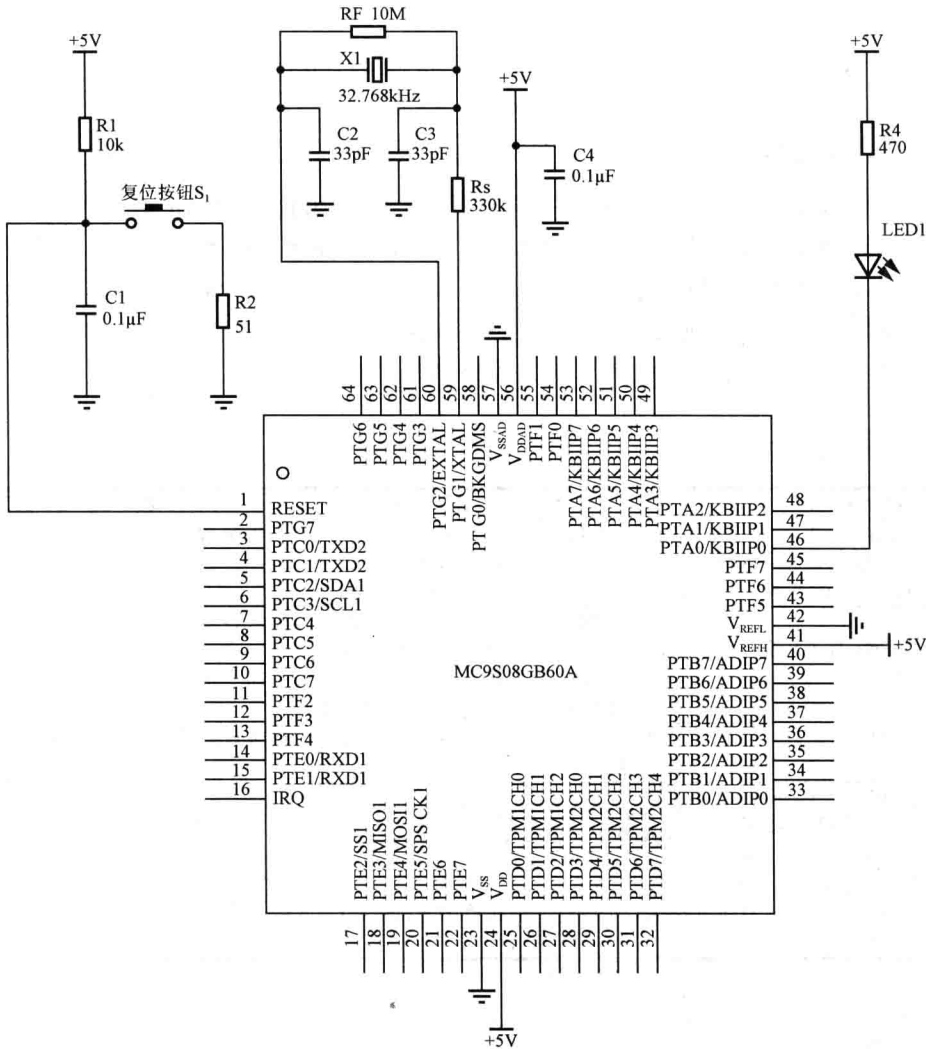 RF 10M
+5V
X1
32.768kHz
+5V
+5V
R1
10k
C2
33pF
C3
33pF
C4
0.1μF
R4
470
复位按钮S1
Rs
330k
LED1
C1
0.1μF
R2
51
64
63
62
61
60
59
58
57
56
55
54
53
52
51
50
49
PTG6
PTG5
PTG4
PTG3
PTG2/EXTAL
PT G1/XTAL
PT G0/BKGDMS
VSSAD
VDDAD
PTF1
PTF0
PTA7/KBIIP7
PTA6/KBIIP6
PTA5/KBIIP5
PTA4/KBIIP4
PTA3/KBIIP3
1 RESET
2 PTG7
3 PTC0/TXD2
4 PTC1/TXD2
5 PTC2/SDA1
6 PTC3/SCL1
7 PTC4
8 PTC5
9 PTC6
10 PTC7
11 PTF2
12 PTF3
13 PTF4
14 PTE0/RXD1
15 PTE1/RXD1
16 IRQ
MC9S08GB60A
PTA2/KBIIP2 48
PTA1/KBIIP1 47
PTA0/KBIIP0 46
PTF7 45
PTF6 44
PTF5 43
VREFL 42
VREFH 41
+5V
PTB7/ADIP7 40
PTB6/ADIP6 39
PTB5/ADIP5 38
PTB4/ADIP4 37
PTB3/ADIP3 36
PTB2/ADIP2 35
PTB1/ADIP1 34
PTB0/ADIP0 33
PTE2/SS1
PTE3/MISO1
PTE4/MOSI1
PTE5/SPS CK1
PTE6
PTE7
VSS
VDD
PTD0/TPM1CH0
PTD1/TPM1CH1
PTD2/TPM1CH2
PTD3/TPM2CH0
PTD4/TPM2CH1
PTD5/TPM2CH2
PTD6/TPM2CH3
PTD7/TPM2CH4
17
18
19
20
21
22
23
24
25
26
27
28
29
30
31
32
+5V